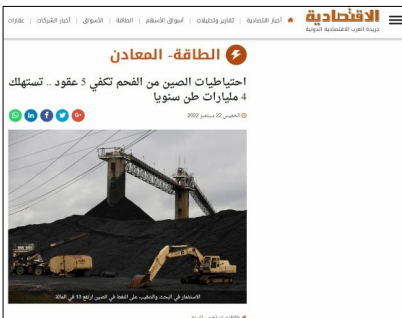 الاقتصادية
جريدة العرب الاقتصادية الدولية
أخبار اقتصادية | تقارير وتحليلات | أسواق الأسهم | الطاقة | الأسواق | أخبار الشركات | عقارات
الطاقة- المعادن
احتياطيات الصين من الفحم تكفي 5 عقود .. تستهلك
4 مليارات طن سنويا
الخميس 22 سبتمبر 2022
الاستثمار في البحث والتنقيب على النفط في الصين ارتفع 13 في المائة